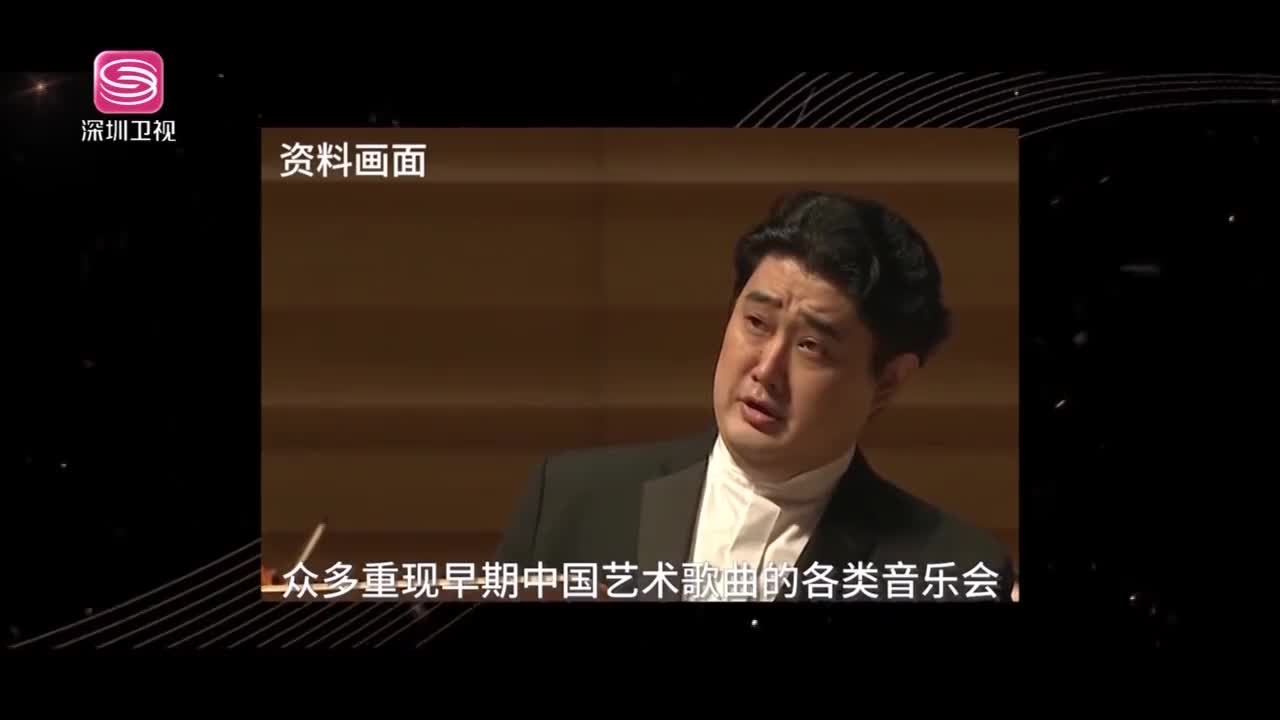 深圳卫视
资料画面
众多重现早期中国艺术歌曲的各类音乐会